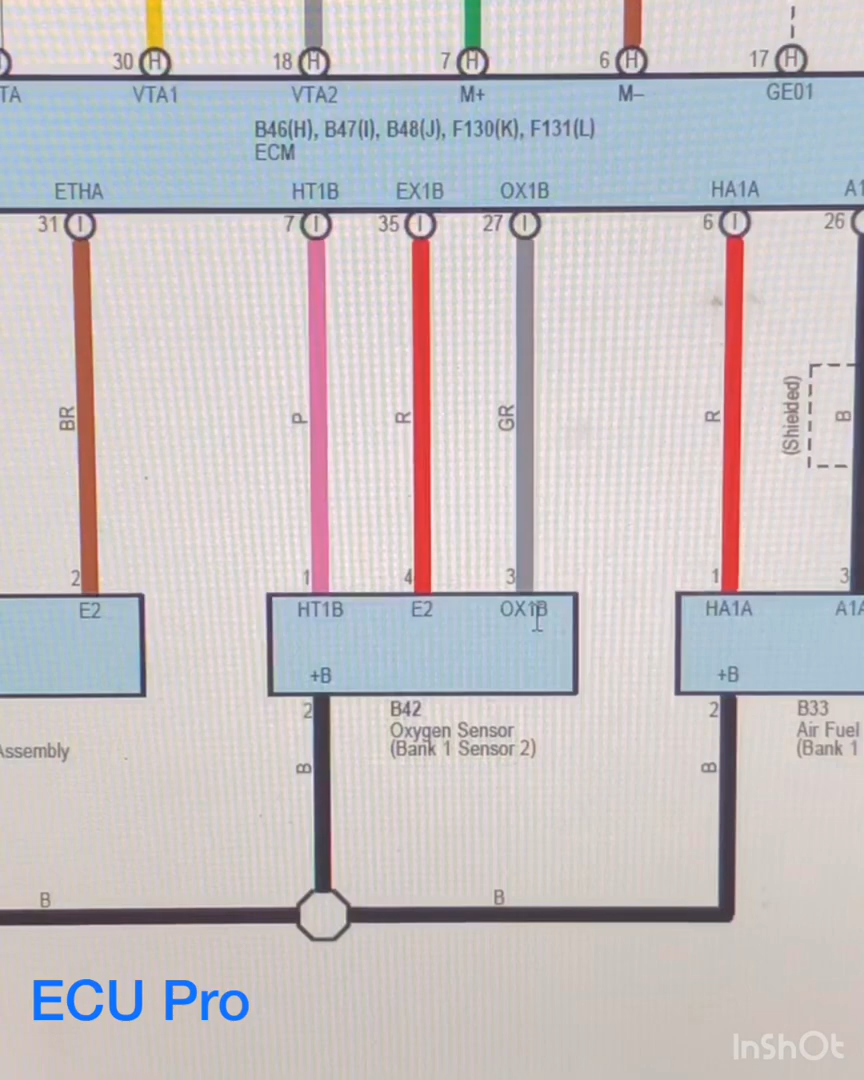 30 H 18 H 7 H 6 H 17 H
TA VTA1 VTA2 M+ M- GE01
B46(H), B47(I), B48(J), F130(K), F131(L)
ECM
ETHA HT1B EX1B OX1B HA1A A1
31 I 7 I 35 I 27 I 6 I 26
BR P R GR R (Shielded) B
2 1 4 3 1 3
E2 HT1B E2 OX1B HA1A A1A
+B +B
2 B42 2 B33
Oxygen Sensor Air Fuel
Assembly (Bank 1 Sensor 2) (Bank 1
B B
B B
ECU Pro
InShOt